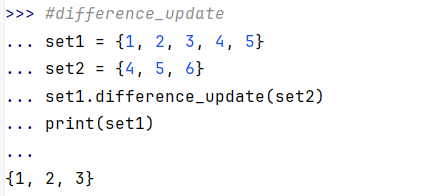 >>> #difference_update
... set1 = {1, 2, 3, 4, 5}
... set2 = {4, 5, 6}
... set1.difference_update(set2)
... print(set1)
...
{1, 2, 3}